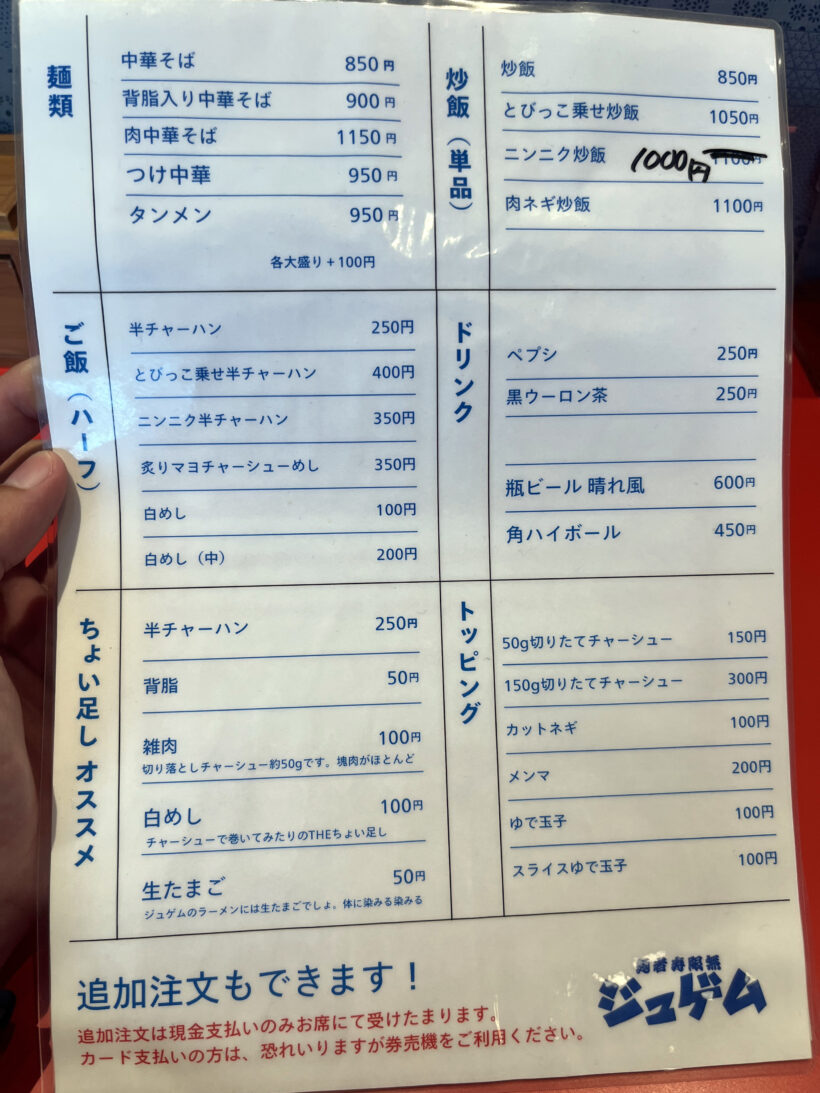 麺類
中華そば 850円
背脂入り中華そば 900円
肉中華そば 1150円
つけ中華 950円
タンメン 950円
各大盛り+100円
炒飯(単品)
炒飯 850円
とびっこ乗せ炒飯 1050円
ニンニク炒飯 1000円 1100円
肉ネギ炒飯 1100円
ご飯(ハーフ)
半チャーハン 250円
とびっこ乗せ半チャーハン 400円
ニンニク半チャーハン 350円
炙りマヨチャーシューめし 350円
白めし 100円
白めし(中) 200円
ドリンク
ペプシ 250円
黒ウーロン茶 250円
瓶ビール 晴れ風 600円
角ハイボール 450円
ちょい足し オススメ
半チャーハン 250円
背脂 50円
雑肉 100円
切り落としチャーシュー約50gです。塊肉がほとんど
白めし 100円
チャーシューで巻いてみたりのTHEちょい足し
生たまご 50円
ジュゲムのラーメンには生たまごでしょ。体に染みる染みる
トッピング
50g切りたてチャーシュー 150円
150g切りたてチャーシュー 300円
カットネギ 100円
メンマ 200円
ゆで玉子 100円
スライスゆで玉子 100円
追加注文もできます!
追加注文は現金支払いのみお席にて受けたまります。
カード支払いの方は、恐れいりますが券売機をご利用ください。
勇者寿限無
ジュゲム